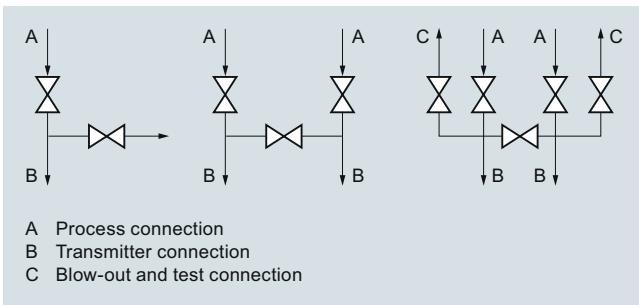 A A A C A A C
B B B B B
A Process connection
B Transmitter connection
C Blow-out and test connection